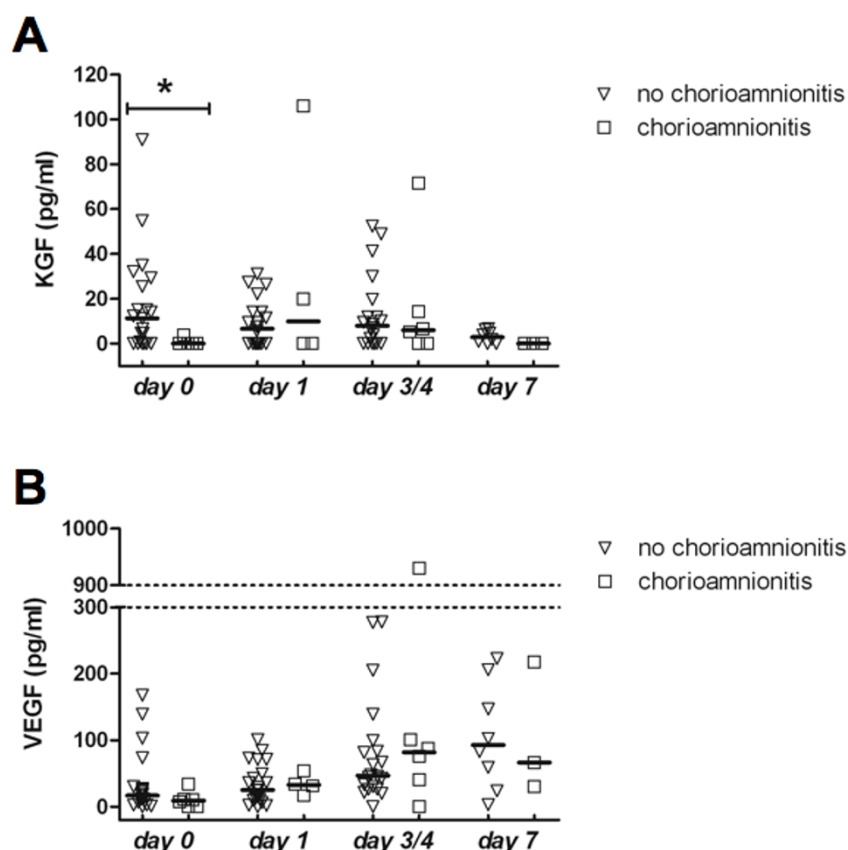 A
*
120
100
80
60
40
20
0
KGF (pg/ml)
day 0 day 1 day 3/4 day 7
no chorioamnionitis
chorioamnionitis
B
1000
900
300
200
100
0
VEGF (pg/ml)
day 0 day 1 day 3/4 day 7
no chorioamnionitis
chorioamnionitis